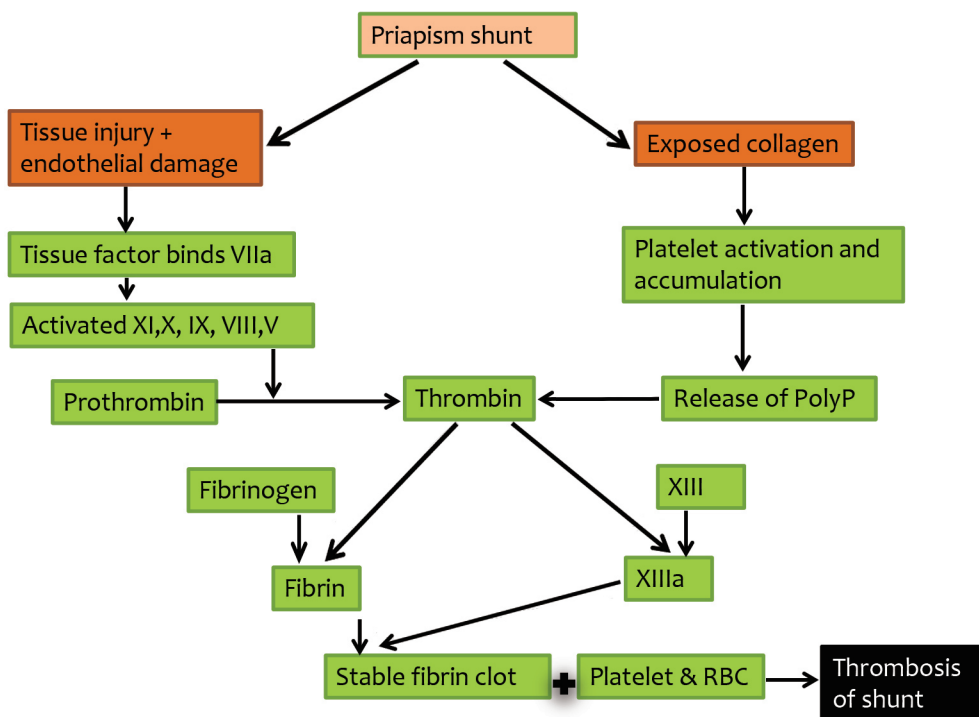 Priapism shunt
Tissue injury +
endothelial damage
Exposed collagen
Tissue factor binds VIIa
Platelet activation and
accumulation
Activated XI,X, IX, VIII,V
Prothrombin
Thrombin
Release of PolyP
Fibrinogen
XIII
Fibrin
XIIIa
Stable fibrin clot
+
Platelet & RBC
Thrombosis
of shunt